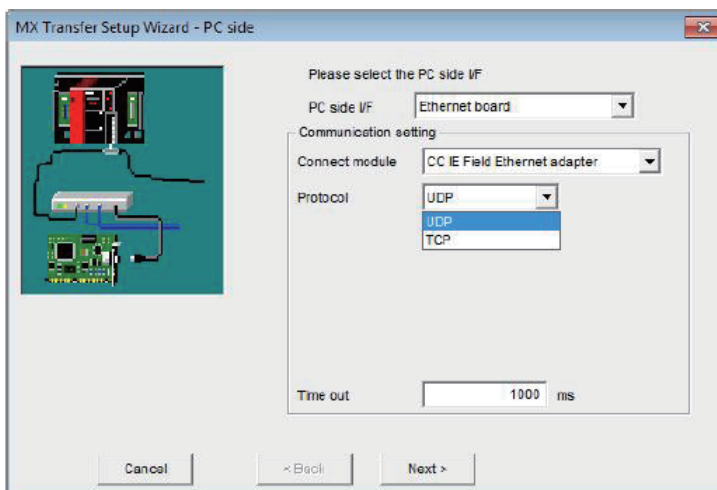 MX Transfer Setup Wizard - PC side
Please select the PC side I/F
PC side I/F Ethernet board
Communication setting
Connect module CC IE Field Ethernet adapter
Protocol UDP
UDP
TCP
Time out 1000 ms
Cancel < Back Next >